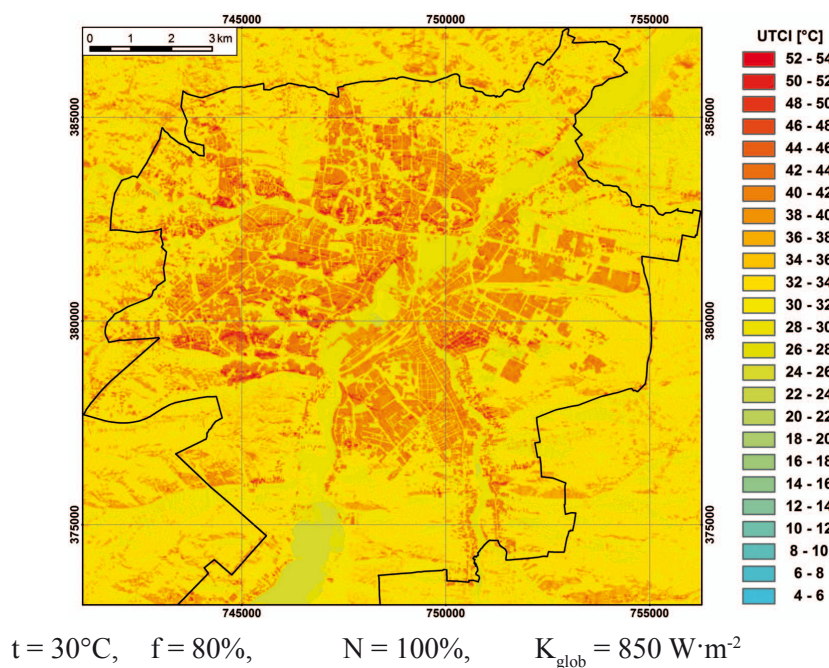 745000 750000 755000
0 1 2 3 km
385000 385000
380000 380000
375000 375000
745000 750000 755000
UTCI [°C]
52 - 54
50 - 52
48 - 50
46 - 48
44 - 46
42 - 44
40 - 42
38 - 40
36 - 38
34 - 36
32 - 34
30 - 32
28 - 30
26 - 28
24 - 26
22 - 24
20 - 22
18 - 20
16 - 18
14 - 16
12 - 14
10 - 12
8 - 10
6 - 8
4 - 6
t = 30°C, f = 80%, N = 100%, K_glob = 850 W·m⁻²